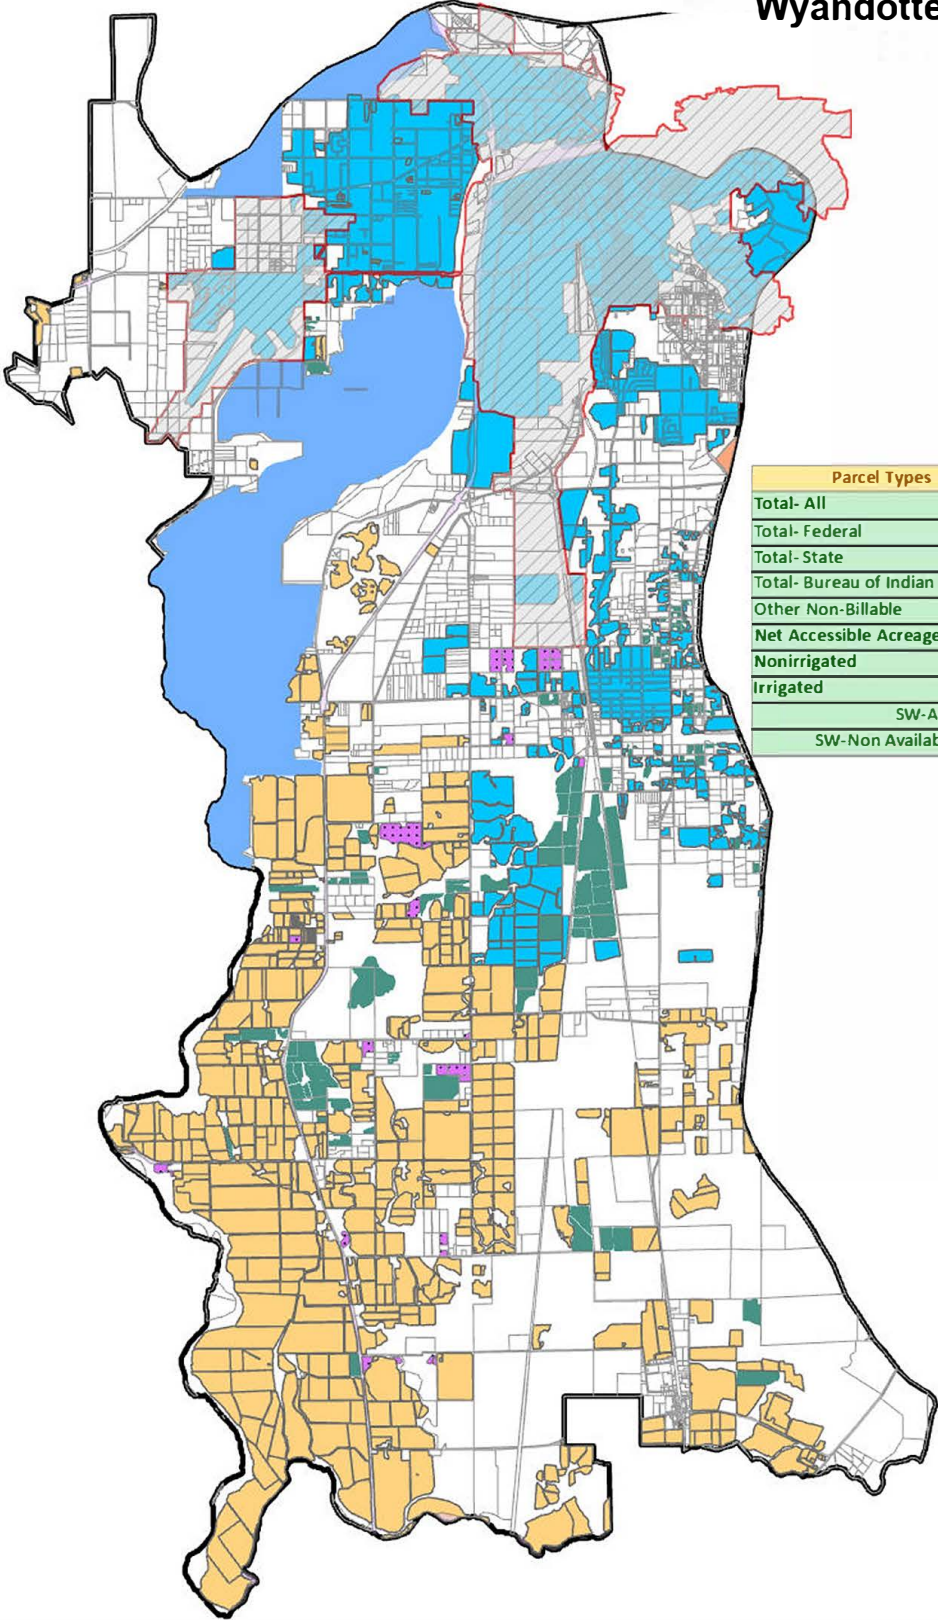 Wyandotte
Parcel Types
Total- All
Total- Federal
Total- State
Total- Bureau of Indian
Other Non-Billable
Net Accessible Acreage
Nonirrigated
Irrigated
SW-A
SW-Non Availab